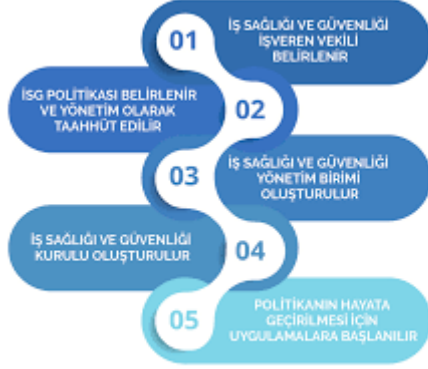 01
İŞ SAĞLIĞI VE GÜVENLİĞİ
İŞVEREN VEKİLİ
BELİRLENİR
İSG POLİTİKASI BELİRLENİR
VE YÖNETİM OLARAK
TAAHHÜT EDİLİR
02
03
İŞ SAĞLIĞI VE GÜVENLİĞİ
YÖNETİM BİRİMİ
OLUŞTURULUR
İŞ SAĞLIĞI VE GÜVENLİĞİ
KURULU OLUŞTURULUR
04
05
POLİTİKANIN HAYATA
GEÇİRİLMESİ İÇİN
UYGULAMALARA BAŞLANILIR